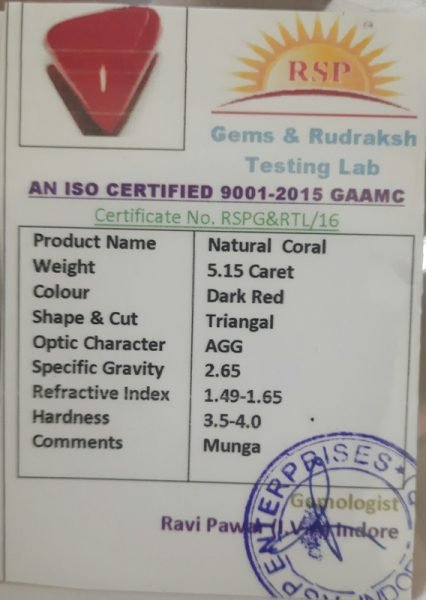 RSP
Gems & Rudraksh
Testing Lab
AN ISO CERTIFIED 9001-2015 GAAMC
Certificate No. RSPG&RTL/16
Product Name Natural Coral
Weight 5.15 Caret
Colour Dark Red
Shape & Cut Triangal
Optic Character AGG
Specific Gravity 2.65
Refractive Index 1.49-1.65
Hardness 3.5-4.0
Comments Munga
Gemologist
Ravi Pawar Indore
RSP ENTERPRISES
INDORE